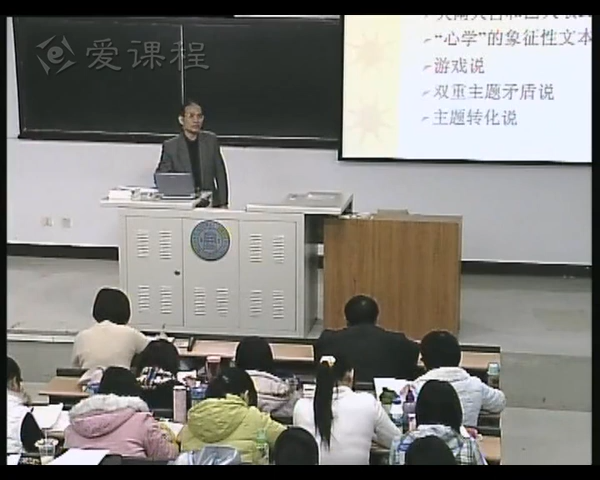 爱课程
"心学"的象征性文本
游戏说
双重主题矛盾说
主题转化说